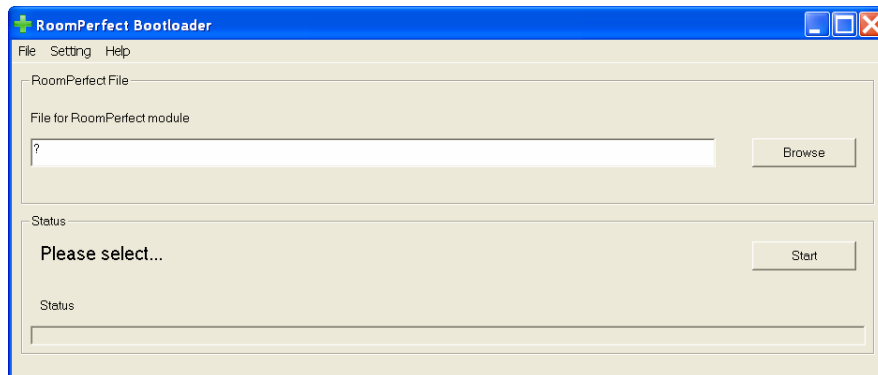 RoomPerfect Bootloader
File Setting Help
RoomPerfect File
File for RoomPerfect module
?
Browse
Status
Please select...
Start
Status